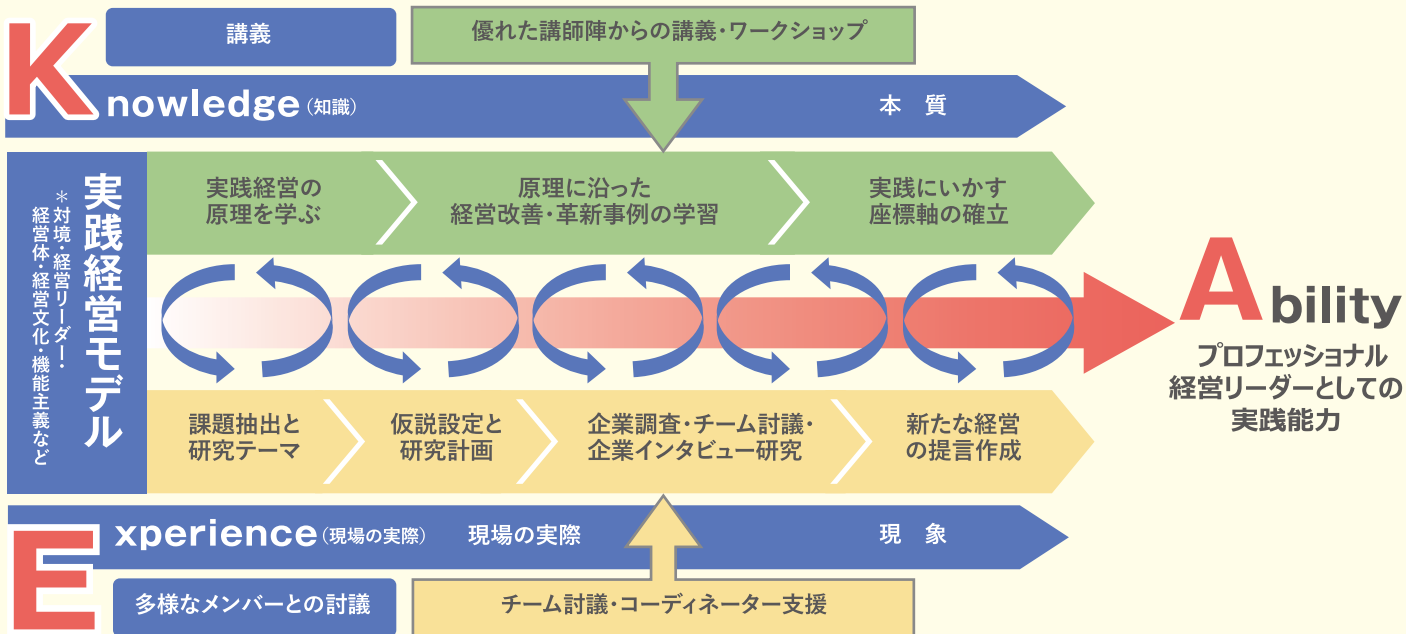 講義
優れた講師陣からの講義・ワークショップ
Knowledge（知識）
本 質
実践経営モデル
＊対境・経営リーダー・
経営体・経営文化・機能主義など
実践経営の
原理を学ぶ
原理に沿った
経営改善・革新事例の学習
実践にいかす
座標軸の確立
Ability
プロフェッショナル
経営リーダーとしての
実践能力
課題抽出と
研究テーマ
仮説設定と
研究計画
企業調査・チーム討議・
企業インタビュー研究
新たな経営
の提言作成
Experience（現場の実際）
現場の実際
現 象
多様なメンバーとの討議
チーム討議・コーディネーター支援